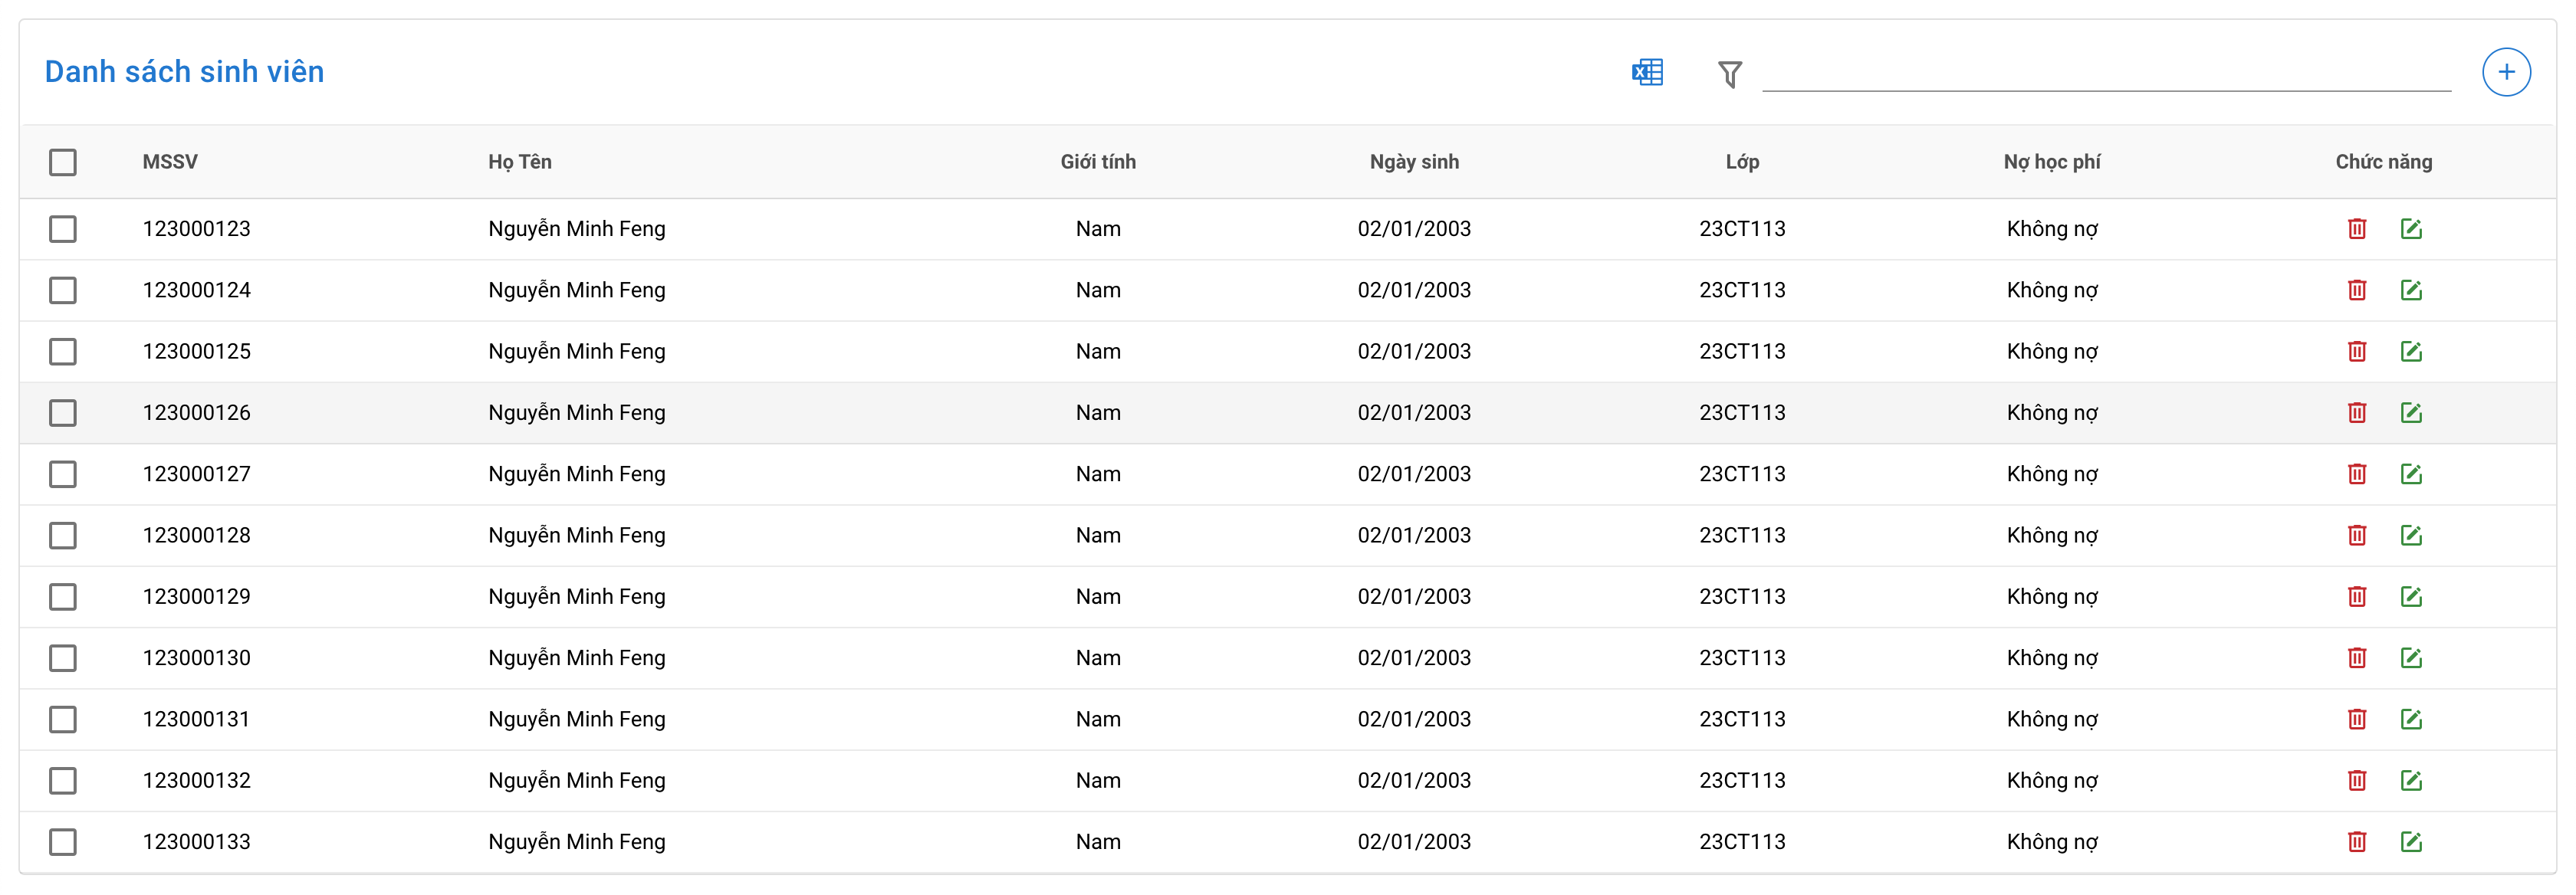 Danh sách sinh viên
MSSV Họ Tên Giới tính Ngày sinh Lớp Nợ học phí Chức năng
123000123 Nguyễn Minh Feng Nam 02/01/2003 23CT113 Không nợ
123000124 Nguyễn Minh Feng Nam 02/01/2003 23CT113 Không nợ
123000125 Nguyễn Minh Feng Nam 02/01/2003 23CT113 Không nợ
123000126 Nguyễn Minh Feng Nam 02/01/2003 23CT113 Không nợ
123000127 Nguyễn Minh Feng Nam 02/01/2003 23CT113 Không nợ
123000128 Nguyễn Minh Feng Nam 02/01/2003 23CT113 Không nợ
123000129 Nguyễn Minh Feng Nam 02/01/2003 23CT113 Không nợ
123000130 Nguyễn Minh Feng Nam 02/01/2003 23CT113 Không nợ
123000131 Nguyễn Minh Feng Nam 02/01/2003 23CT113 Không nợ
123000132 Nguyễn Minh Feng Nam 02/01/2003 23CT113 Không nợ
123000133 Nguyễn Minh Feng Nam 02/01/2003 23CT113 Không nợ